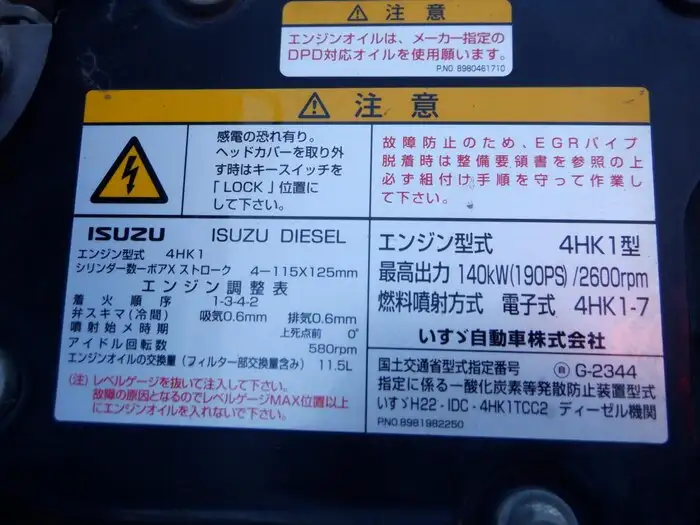 ⚠ 注意
エンジンオイルは、メーカー指定の
DPD対応オイルを使用願います。
P.NO. 8980461710
⚠ 注意
感電の恐れ有り。
ヘッドカバーを取り外
す時はキースイッチを
「LOCK」位置に
して下さい。
故障防止のため、EGRパイプ
脱着時は整備要領書を参照の上
必ず組付け手順を守って作業し
て下さい。
ISUZU ISUZU DIESEL
エンジン型式 4HK1
シリンダー数ーボアX ストローク 4ー115X125mm
エンジン調整表
着火順序 1-3-4-2
弁スキマ(冷間) 吸気0.6mm 排気0.6mm
噴射始メ時期 上死点前 0°
アイドル回転数 580rpm
エンジンオイルの交換量(フィルター部交換量含む) 11.5L
(注)レベルゲージを抜いて注入して下さい。
故障の原因となるのでレベルゲージMAX位置以上
にエンジンオイルを入れないで下さい。
エンジン型式 4HK1型
最高出力 140kW(190PS)/2600rpm
燃料噴射方式 電子式 4HK1-7
いすゞ自動車株式会社
国土交通省型式指定番号 G-2344
指定に係る一酸化炭素等発散防止装置型式
いすゞH22-IDC-4HK1TCC2 ディーゼル機関
P.NO.8981982250